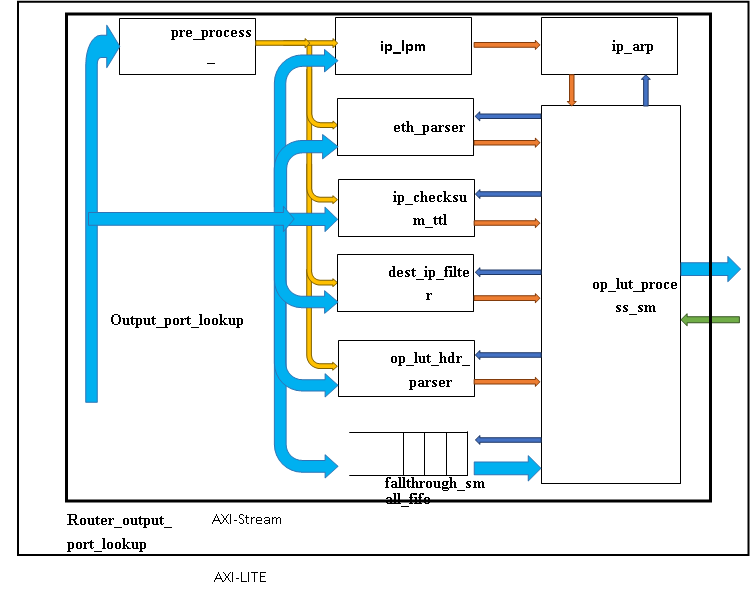 pre_process
_
ip_lpm
ip_arp
eth_parser
ip_checksu
m_ttl
dest_ip_filte
r
op_lut_proce
ss_sm
Output_port_lookup
op_lut_hdr_
parser
fallthrough_sm
all_fifo
Router_output_
port_lookup
AXI-Stream
AXI-LITE